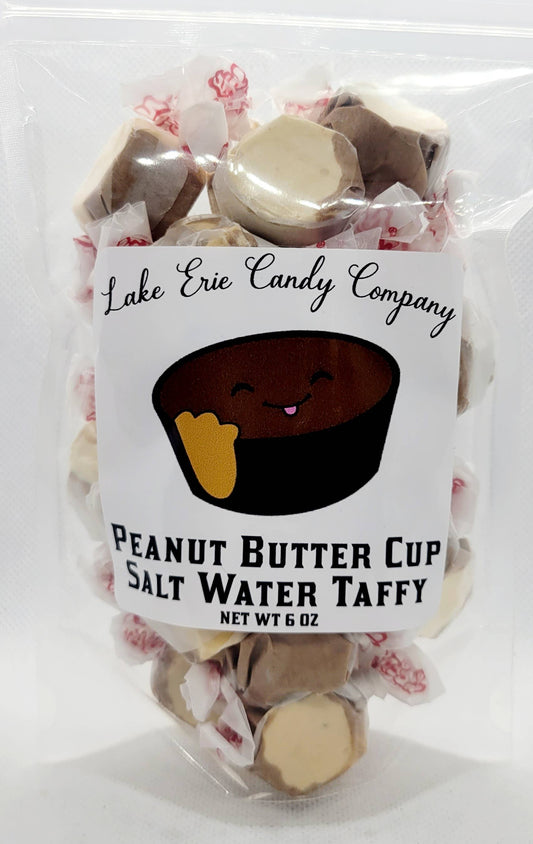 Lake Erie Candy Company
Peanut Butter Cup
Salt Water Taffy
NET WT 6 OZ